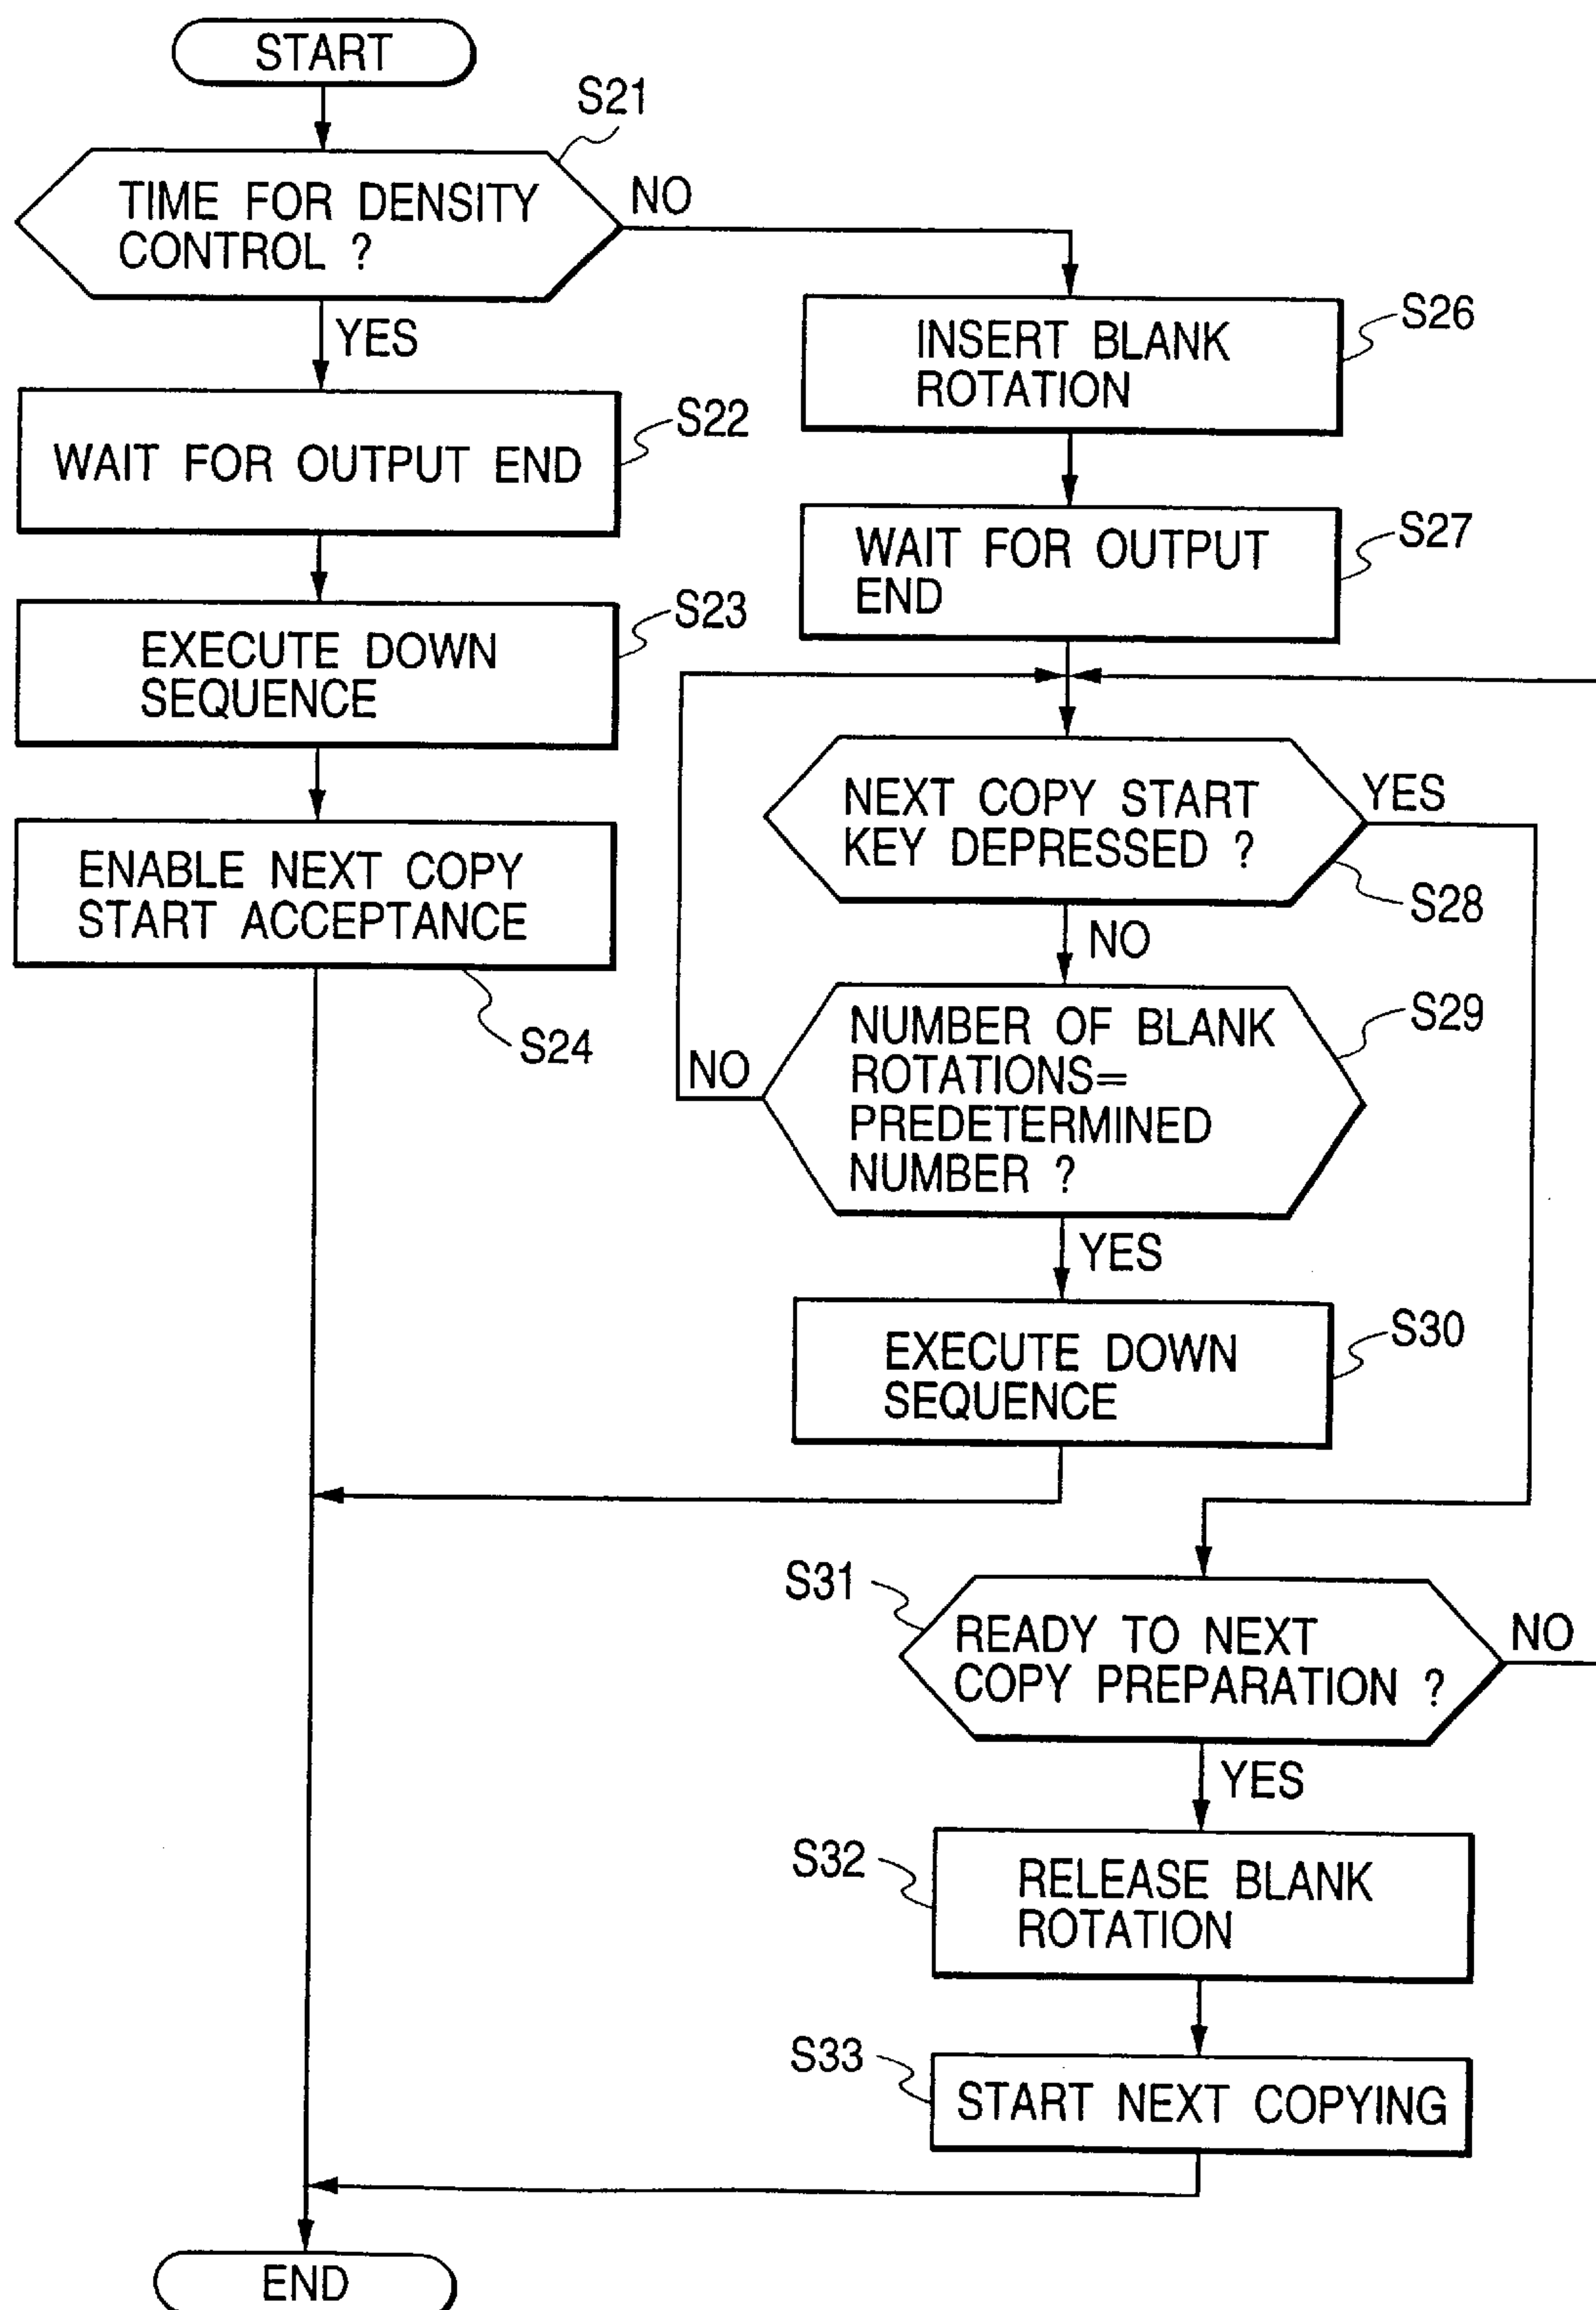 START
S21
TIME FOR DENSITY
CONTROL ?
NO
YES
S22
WAIT FOR OUTPUT END
S23
EXECUTE DOWN
SEQUENCE
ENABLE NEXT COPY
START ACCEPTANCE
S24
S26
INSERT BLANK
ROTATION
S27
WAIT FOR OUTPUT
END
NEXT COPY START
KEY DEPRESSED ?
YES
S28
NO
S29
NUMBER OF BLANK
ROTATIONS=
PREDETERMINED
NUMBER ?
NO
YES
S30
EXECUTE DOWN
SEQUENCE
S31
READY TO NEXT
COPY PREPARATION ?
NO
YES
S32
RELEASE BLANK
ROTATION
S33
START NEXT COPYING
END